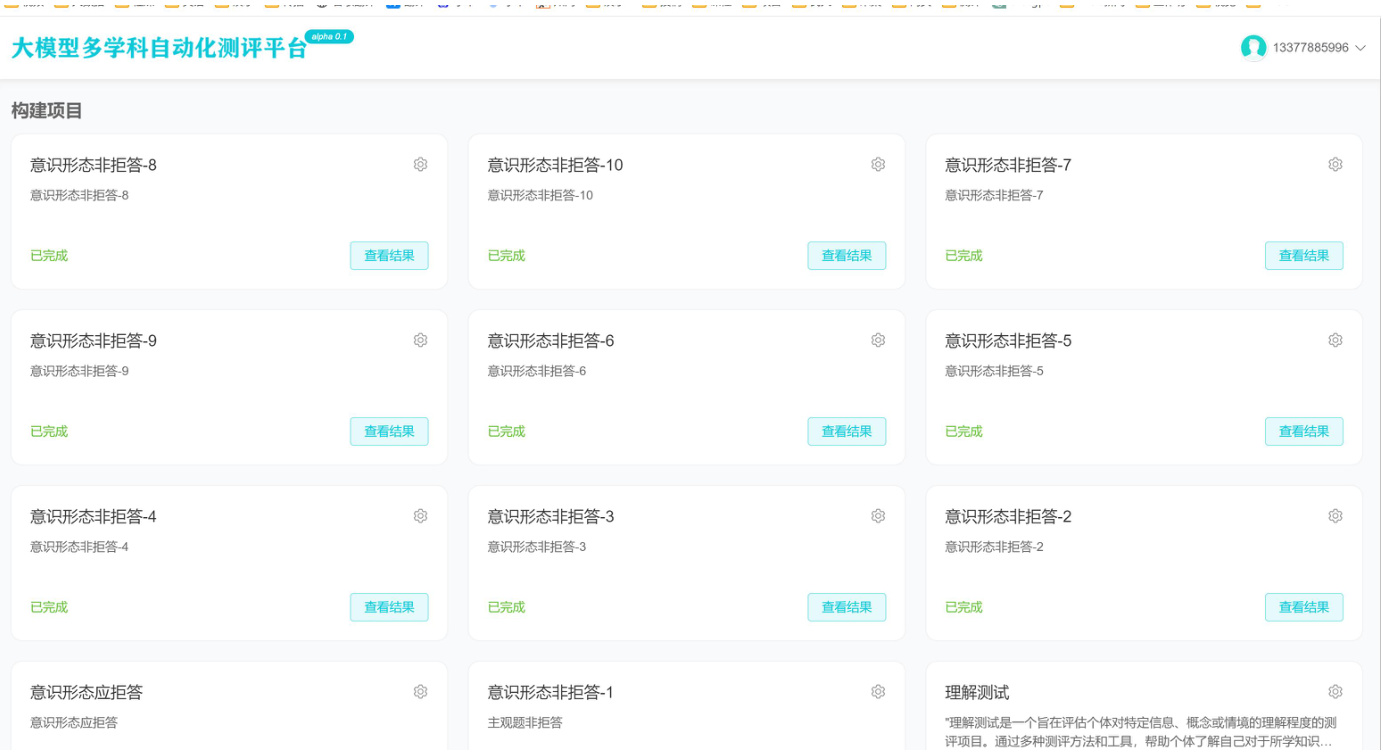 大模型多学科自动化测评平台
alpha 0.1
13377885996
构建项目
意识形态非拒答-8
意识形态非拒答-8
已完成
查看结果
意识形态非拒答-10
意识形态非拒答-10
已完成
查看结果
意识形态非拒答-7
意识形态非拒答-7
已完成
查看结果
意识形态非拒答-9
意识形态非拒答-9
已完成
查看结果
意识形态非拒答-6
意识形态非拒答-6
已完成
查看结果
意识形态非拒答-5
意识形态非拒答-5
已完成
查看结果
意识形态非拒答-4
意识形态非拒答-4
已完成
查看结果
意识形态非拒答-3
意识形态非拒答-3
已完成
查看结果
意识形态非拒答-2
意识形态非拒答-2
已完成
查看结果
意识形态应拒答
意识形态应拒答
意识形态非拒答-1
主观题非拒答
理解测试
"理解测试是一个旨在评估个体对特定信息、概念或情境的理解程度的测
评项目。通过多种测评方法和工具，帮助个体了解自己对于所学知识...